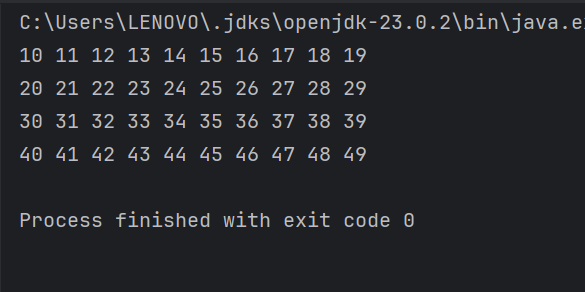 C:\Users\LENOVO\.jdks\openjdk-23.0.2\bin\java.e
10 11 12 13 14 15 16 17 18 19
20 21 22 23 24 25 26 27 28 29
30 31 32 33 34 35 36 37 38 39
40 41 42 43 44 45 46 47 48 49
Process finished with exit code 0